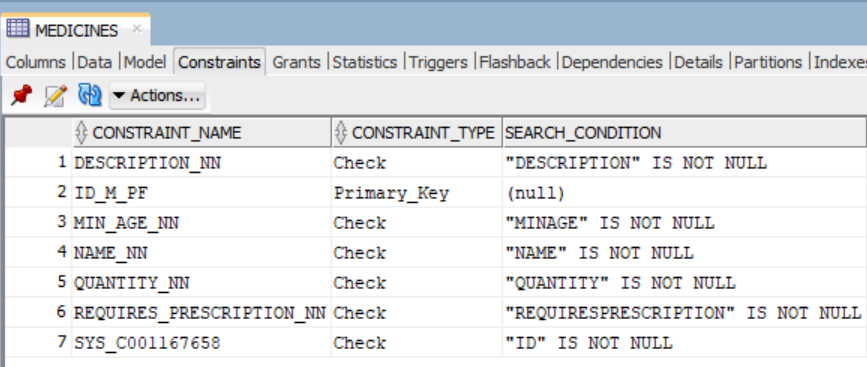 MEDICINES ×
Columns |Data |Model |Constraints |Grants |Statistics |Triggers |Flashback |Dependencies |Details |Partitions |Indexe
Actions...
CONSTRAINT_NAME CONSTRAINT_TYPE SEARCH_CONDITION
1 DESCRIPTION_NN Check "DESCRIPTION" IS NOT NULL
2 ID_M_PF Primary_Key (null)
3 MIN_AGE_NN Check "MINAGE" IS NOT NULL
4 NAME_NN Check "NAME" IS NOT NULL
5 QUANTITY_NN Check "QUANTITY" IS NOT NULL
6 REQUIRES_PRESCRIPTION_NN Check "REQUIRESPRESCRIPTION" IS NOT NULL
7 SYS_C001167658 Check "ID" IS NOT NULL